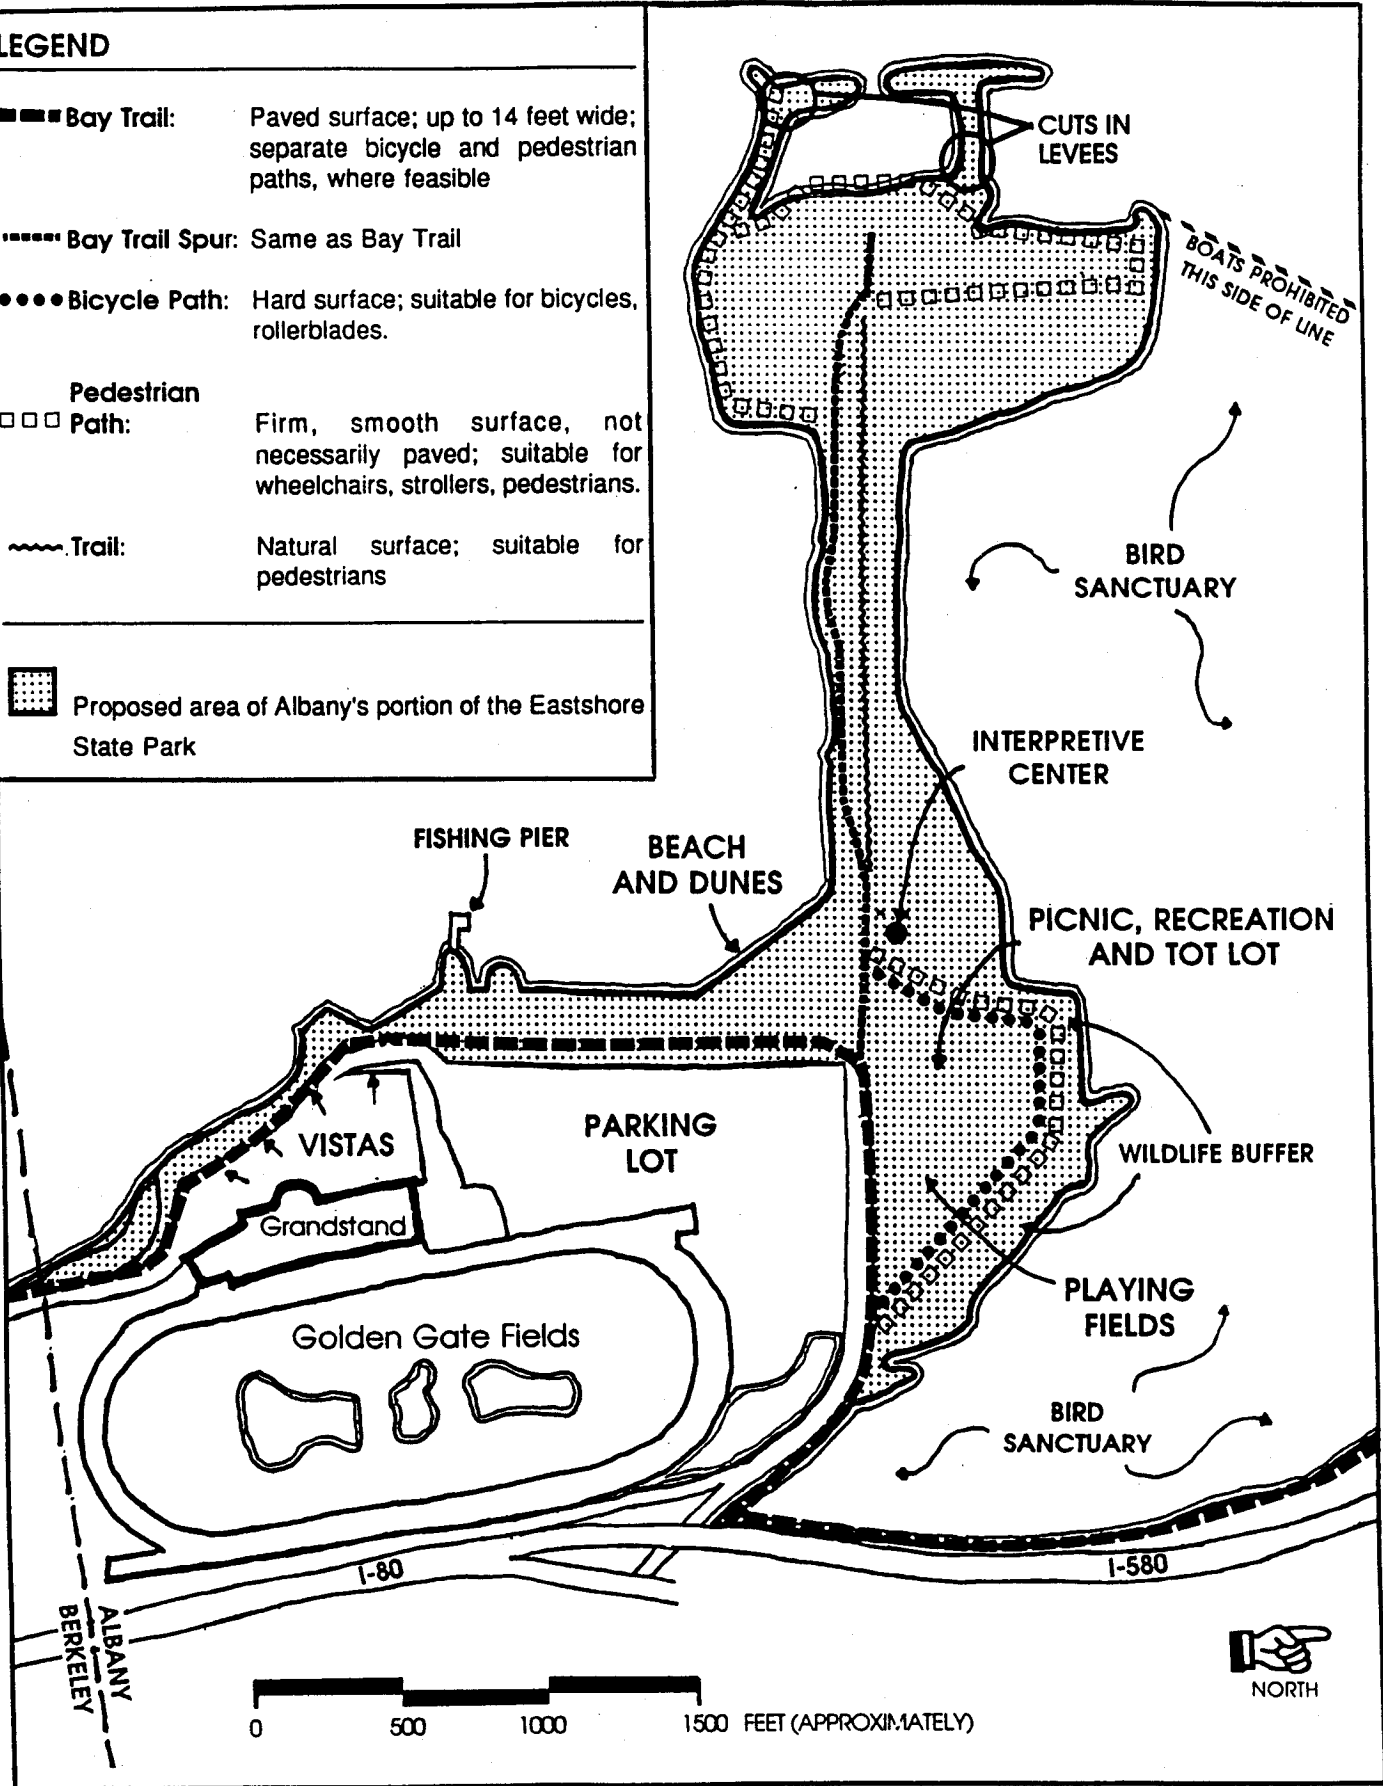 LEGEND
Bay Trail: Paved surface; up to 14 feet wide;
separate bicycle and pedestrian
paths, where feasible
Bay Trail Spur: Same as Bay Trail
Bicycle Path: Hard surface; suitable for bicycles,
rollerblades.
Pedestrian
Path: Firm, smooth surface, not
necessarily paved; suitable for
wheelchairs, strollers, pedestrians.
Trail: Natural surface; suitable for
pedestrians
Proposed area of Albany's portion of the Eastshore
State Park
CUTS IN
LEVEES
BOATS PROHIBITED
THIS SIDE OF LINE
BIRD
SANCTUARY
INTERPRETIVE
CENTER
FISHING PIER
BEACH
AND DUNES
PICNIC, RECREATION
AND TOT LOT
PARKING
LOT
VISTAS
WILDLIFE BUFFER
Grandstand
PLAYING
FIELDS
Golden Gate Fields
BIRD
SANCTUARY
I-80
I-580
ALBANY
BERKELEY
NORTH
0 500 1000 1500 FEET (APPROXIMATELY)